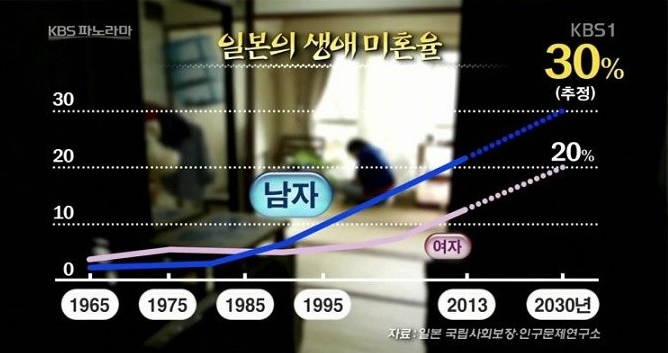 KBS 파노라마
KBS1
일본의 생애 미혼율
30%
(추정)
30
20
20%
남자
10
여자
0
1965
1975
1985
1995
2013
2030년
자료:일본 국립사회보장·인구문제연구소